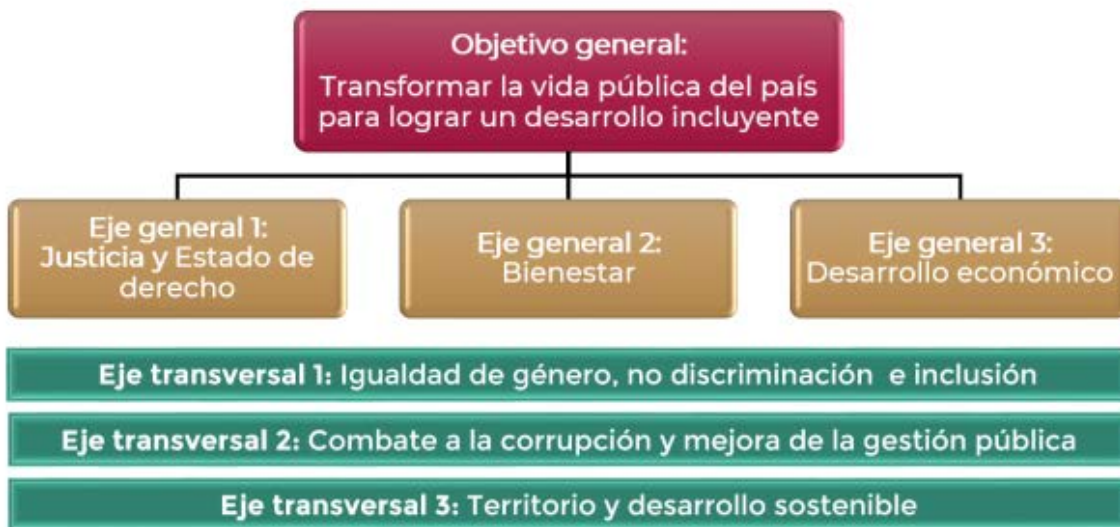 Objetivo general:
Transformar la vida pública del país
para lograr un desarrollo incluyente
Eje general 1:
Justicia y Estado de
derecho
Eje general 2:
Bienestar
Eje general 3:
Desarrollo económico
Eje transversal 1: Igualdad de género, no discriminación e inclusión
Eje transversal 2: Combate a la corrupción y mejora de la gestión pública
Eje transversal 3: Territorio y desarrollo sostenible